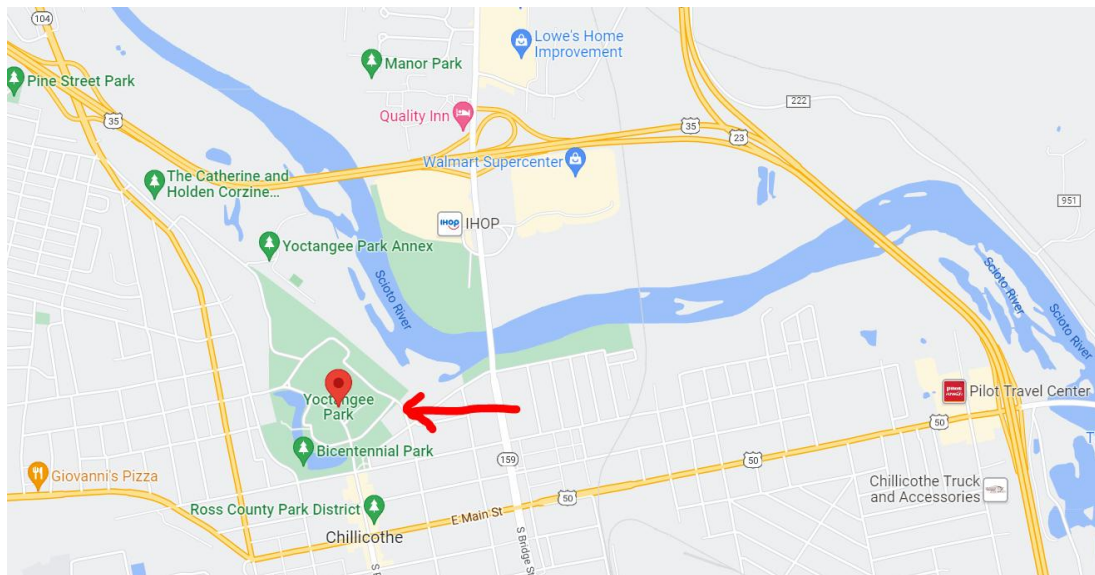 104
Lowe's Home
Improvement
Manor Park
Pine Street Park
222
Quality Inn
35
35
23
Walmart Supercenter
The Catherine and
Holden Corzine...
951
IHOP
IHOP
Yoctangee Park Annex
Scioto River
Scioto River
Yoctangee
Park
Pilot Travel Center
50
Bicentennial Park
159
50
Giovanni's Pizza
Chillicothe Truck
and Accessories
50
Ross County Park District
E Main St
Chillicothe
S Bridge St